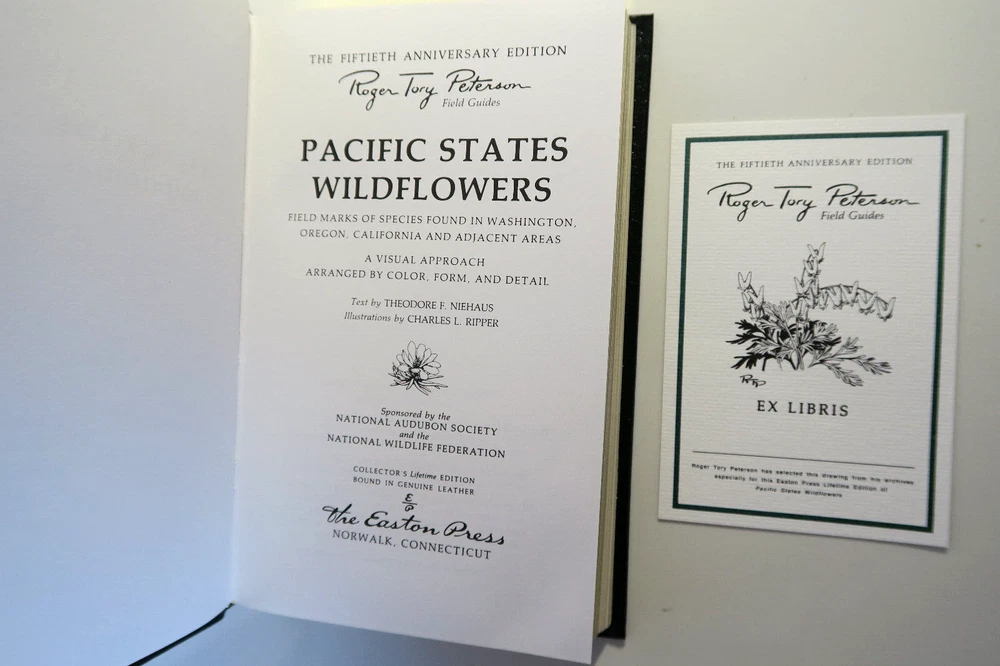 THE FIFTIETH ANNIVERSARY EDITION
Roger Tory Peterson
Field Guides
PACIFIC STATES
WILDFLOWERS
FIELD MARKS OF SPECIES FOUND IN WASHINGTON,
OREGON, CALIFORNIA AND ADJACENT AREAS
A VISUAL APPROACH
ARRANGED BY COLOR, FORM, AND DETAIL
Text by THEODORE F. NIEHAUS
Illustrations by CHARLES L. RIPPER
Sponsored by the
NATIONAL AUDUBON SOCIETY
and the
NATIONAL WILDLIFE FEDERATION
COLLECTOR'S Lifetime EDITION
BOUND IN GENUINE LEATHER
E
P
The Easton Press
NORWALK, CONNECTICUT
THE FIFTIETH ANNIVERSARY EDITION
Roger Tory Peterson
Field Guides
RTP
EX LIBRIS
Roger Tory Peterson has selected this drawing from his archives
especially for this Easton Press Lifetime Edition of
Pacific States Wildflowers